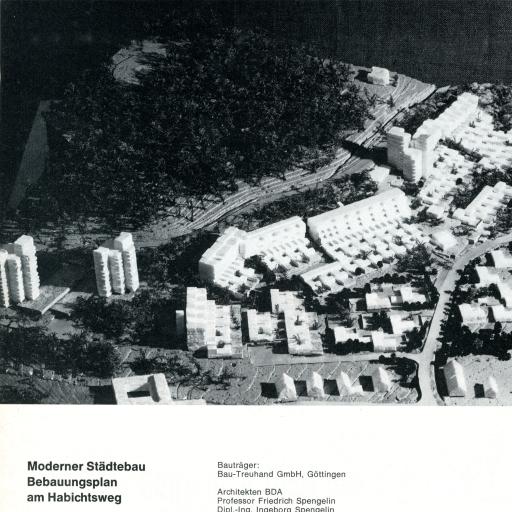 Moderner Städtebau
Bebauungsplan
am Habichtsweg
Bauträger:
Bau-Treuhand GmbH, Göttingen
Architekten BDA
Professor Friedrich Spengelin
Dipl.-Ing. Ingeborg Spengelin